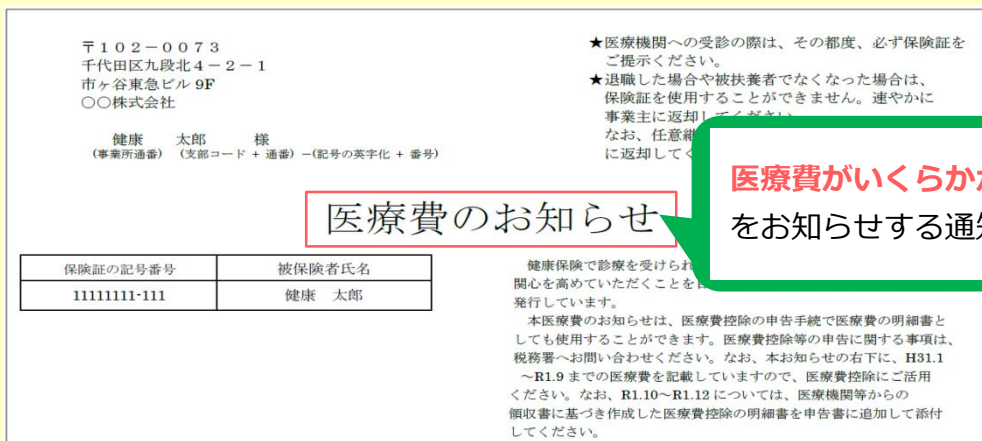 〒102-0073
千代田区九段北4-2-1
市ヶ谷東急ビル 9F
〇〇株式会社
健康 太郎 様
(事業所通番) (支部コード + 通番) -(記号の英字化 + 番号)
★医療機関への受診の際は、その都度、必ず保険証を
ご提示ください。
★退職した場合や被扶養者でなくなった場合は、
保険証を使用することができません。速やかに
事業主に返却してください
なお、任意継
に返却して
医療費がいくらか
をお知らせする通
医療費のお知らせ
保険証の記号番号 被保険者氏名
11111111-111 健康 太郎
健康保険で診療を受けられ
関心を高めていただくことを
発行しています。
本医療費のお知らせは、医療費控除の申告手続で医療費の明細書と
しても使用することができます。医療費控除等の申告に関する事項は、
税務署へお問い合わせください。なお、本お知らせの右下に、H31.1
~R1.9 までの医療費を記載していますので、医療費控除にご活用
ください。なお、R1.10~R1.12 については、医療機関等からの
領収書に基づき作成した医療費控除の明細書を申告書に追加して添付
してください。